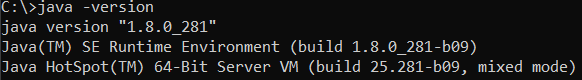 C:\>java -version
java version "1.8.0_281"
Java(TM) SE Runtime Environment (build 1.8.0_281-b09)
Java HotSpot(TM) 64-Bit Server VM (build 25.281-b09, mixed mode)